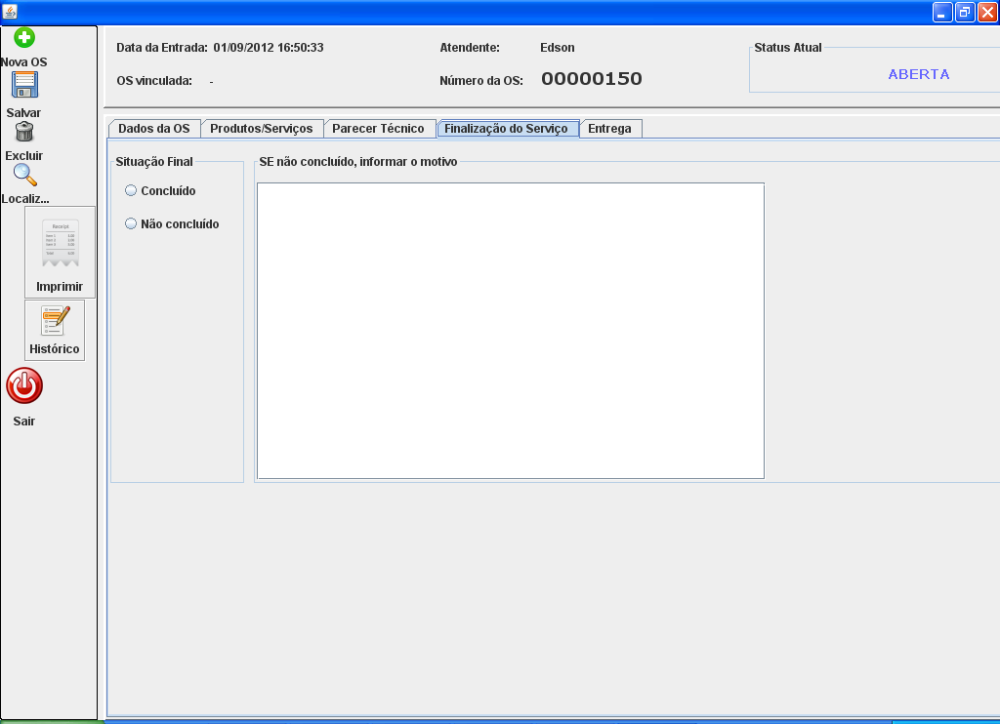 Nova OS
Salvar
Excluir
Localiz...
Receipt
Imprimir
Histórico
Sair
Data da Entrada: 01/09/2012 16:50:33
Atendente: Edson
Status Atual
OS vinculada: -
Número da OS: 00000150
ABERTA
Dados da OS
Produtos/Serviços
Parecer Técnico
Finalização do Serviço
Entrega
Situação Final
SE não concluído, informar o motivo
Concluído
Não concluído